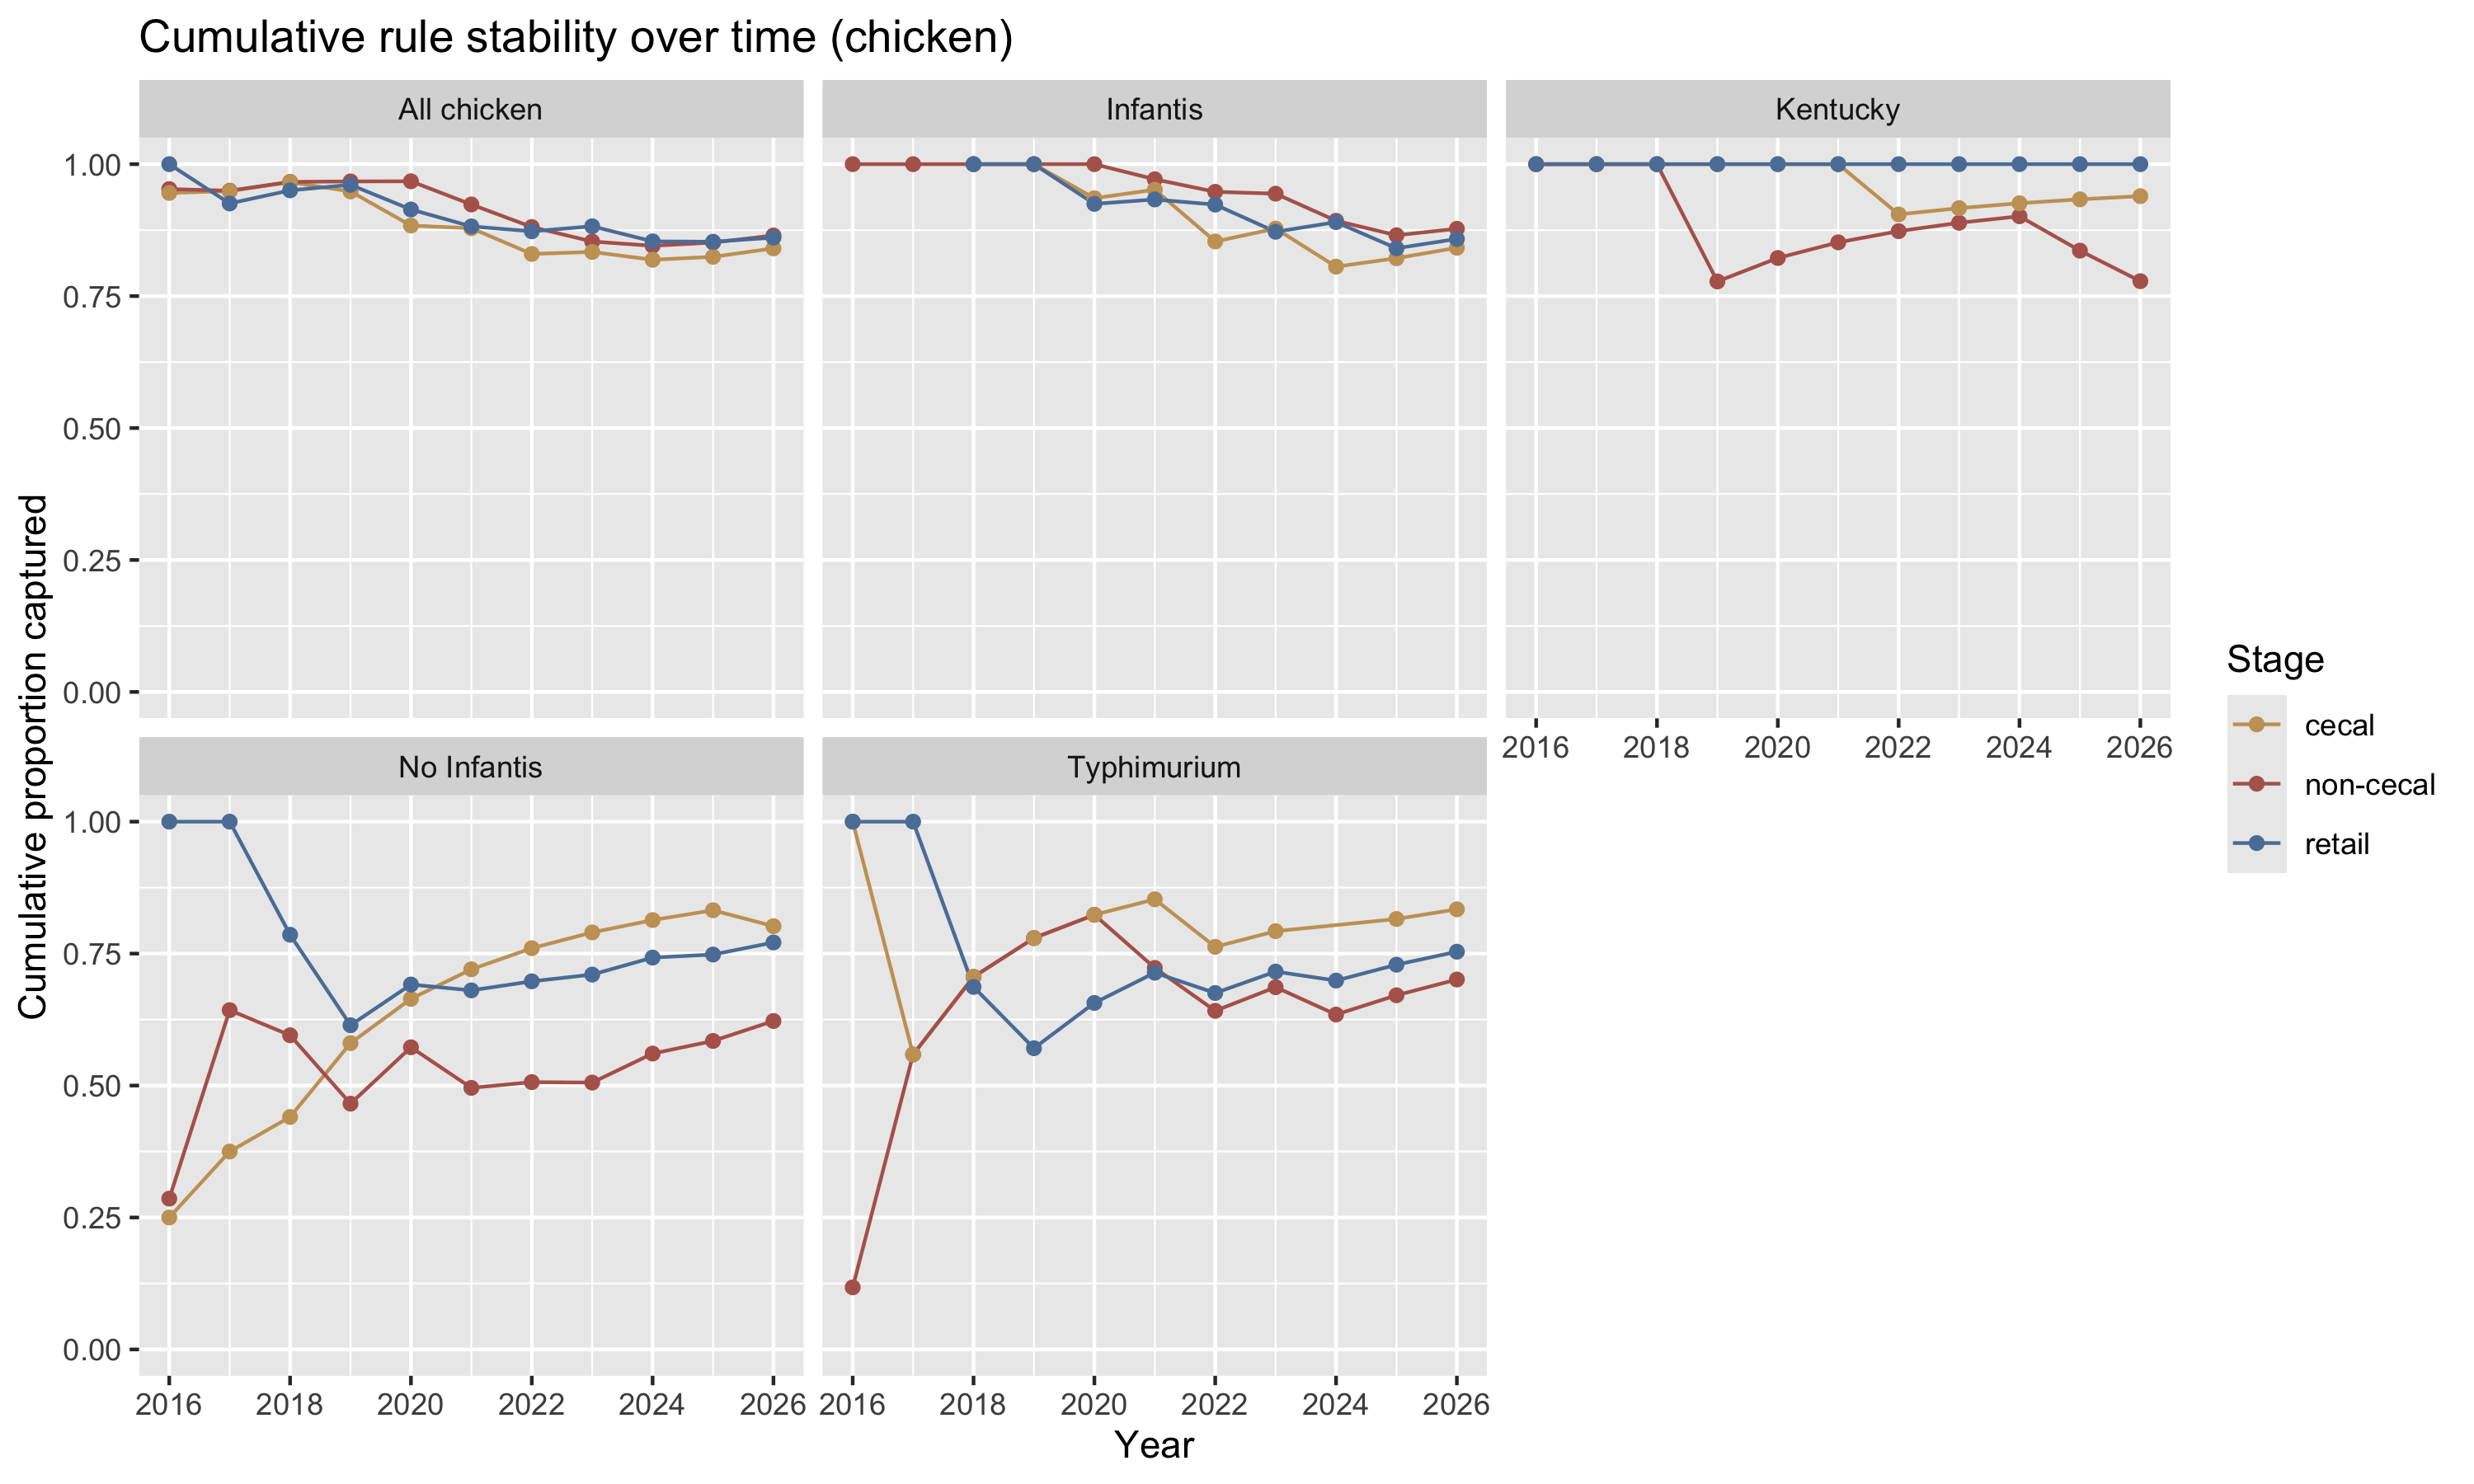 Cumulative rule stability over time (chicken)
All chicken
Infantis
Kentucky
1.00
0.75
0.50
0.25
0.00
2016 2018 2020 2022 2024 2026
No Infantis
Typhimurium
1.00
0.75
0.50
0.25
0.00
2016 2018 2020 2022 2024 2026
2016 2018 2020 2022 2024 2026
Year
Cumulative proportion captured
Stage
cecal
non-cecal
retail